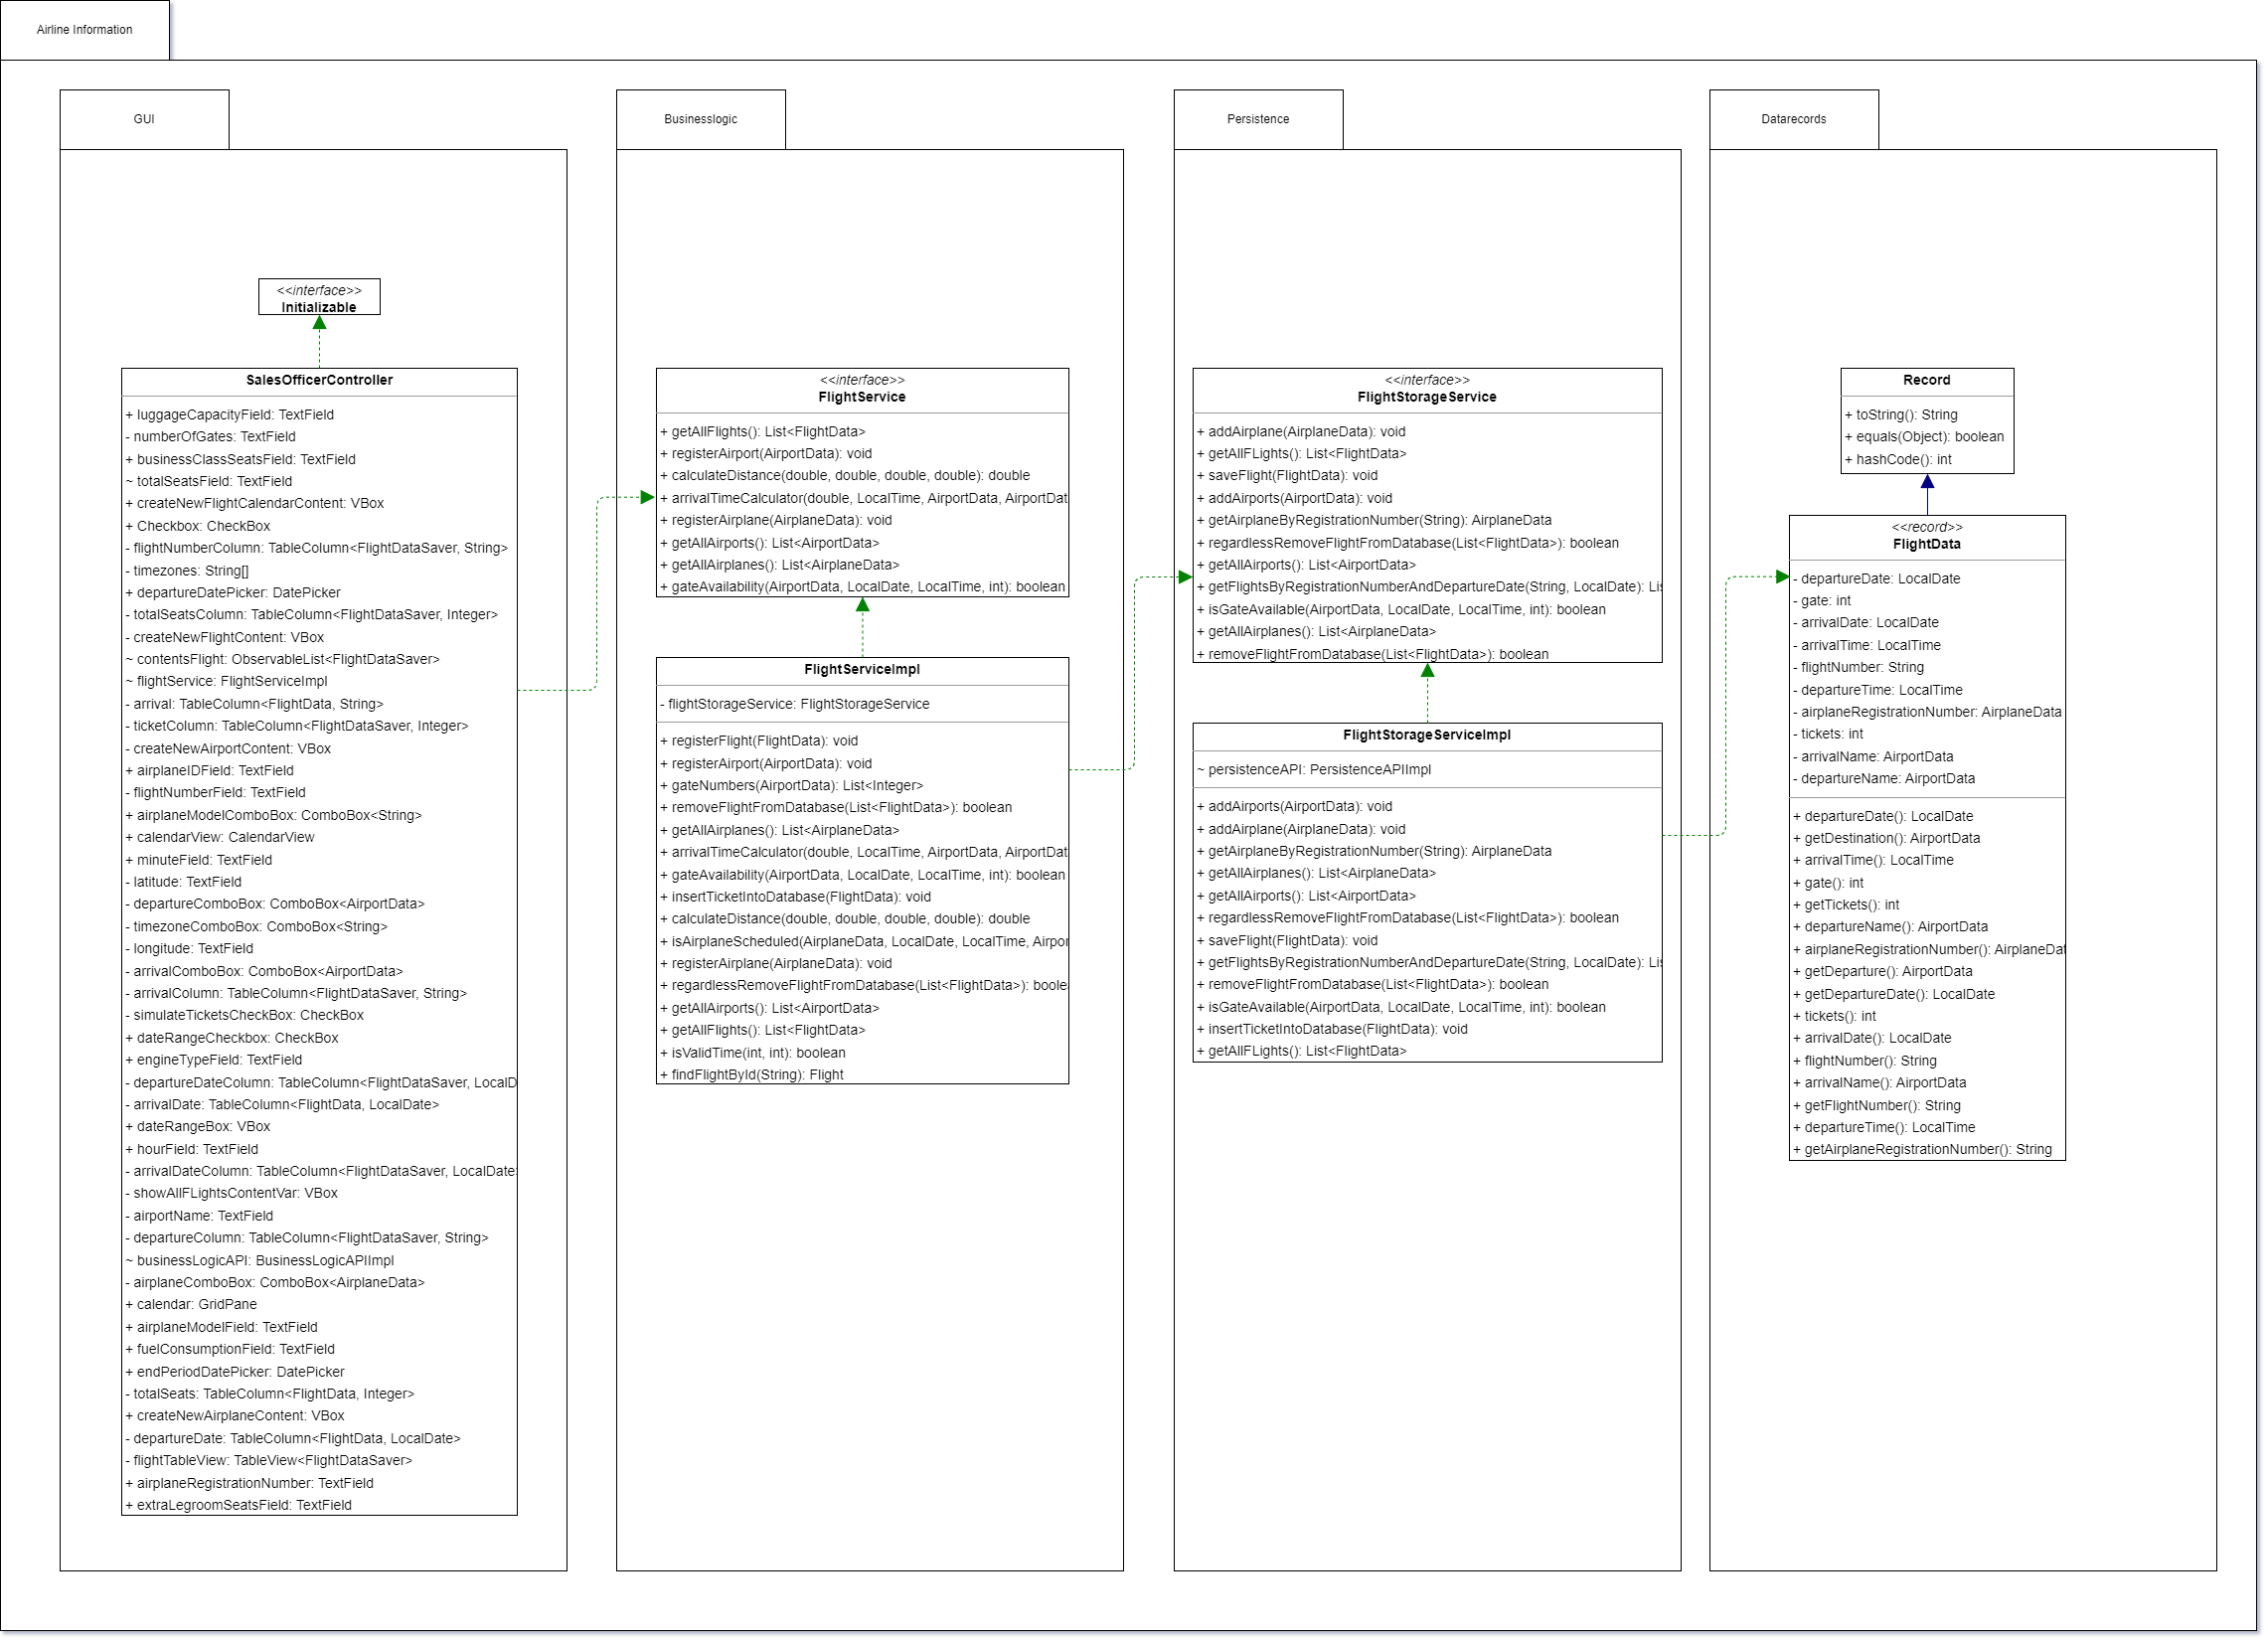 Airline Information
GUI
<<interface>>
Initializable
SalesOfficerController
+ luggageCapacityField: TextField
- numberOfGates: TextField
+ businessClassSeatsField: TextField
~ totalSeatsField: TextField
+ createNewFlightCalendarContent: VBox
+ Checkbox: CheckBox
- flightNumberColumn: TableColumn<FlightDataSaver, String>
- timezones: String[]
+ departureDatePicker: DatePicker
- totalSeatsColumn: TableColumn<FlightDataSaver, Integer>
- createNewFlightContent: VBox
~ contentsFlight: ObservableList<FlightDataSaver>
~ flightService: FlightServiceImpl
- arrival: TableColumn<FlightData, String>
- ticketColumn: TableColumn<FlightDataSaver, Integer>
- createNewAirportContent: VBox
+ airplaneIDField: TextField
- flightNumberField: TextField
+ airplaneModelComboBox: ComboBox<String>
+ calendarView: CalendarView
+ minuteField: TextField
- latitude: TextField
- departureComboBox: ComboBox<AirportData>
- timezoneComboBox: ComboBox<String>
- longitude: TextField
- arrivalComboBox: ComboBox<AirportData>
- arrivalColumn: TableColumn<FlightDataSaver, String>
- simulateTicketsCheckBox: CheckBox
+ dateRangeCheckbox: CheckBox
+ engineTypeField: TextField
- departureDateColumn: TableColumn<FlightDataSaver, LocalD
- arrivalDate: TableColumn<FlightData, LocalDate>
+ dateRangeBox: VBox
+ hourField: TextField
- arrivalDateColumn: TableColumn<FlightDataSaver, LocalDate>
- showAllFLightsContentVar: VBox
- airportName: TextField
- departureColumn: TableColumn<FlightDataSaver, String>
~ businessLogicAPI: BusinessLogicAPIImpl
- airplaneComboBox: ComboBox<AirplaneData>
+ calendar: GridPane
+ airplaneModelField: TextField
+ fuelConsumptionField: TextField
+ endPeriodDatePicker: DatePicker
- totalSeats: TableColumn<FlightData, Integer>
+ createNewAirplaneContent: VBox
- departureDate: TableColumn<FlightData, LocalDate>
- flightTableView: TableView<FlightDataSaver>
+ airplaneRegistrationNumber: TextField
+ extraLegroomSeatsField: TextField
Businesslogic
<<interface>>
FlightService
+ getAllFlights(): List<FlightData>
+ registerAirport(AirportData): void
+ calculateDistance(double, double, double, double): double
+ arrivalTimeCalculator(double, LocalTime, AirportData, AirportDat
+ registerAirplane(AirplaneData): void
+ getAllAirports(): List<AirportData>
+ getAllAirplanes(): List<AirplaneData>
+ gateAvailability(AirportData, LocalDate, LocalTime, int): boolean
FlightServiceImpl
- flightStorageService: FlightStorageService
+ registerFlight(FlightData): void
+ registerAirport(AirportData): void
+ gateNumbers(AirportData): List<Integer>
+ removeFlightFromDatabase(List<FlightData>): boolean
+ getAllAirplanes(): List<AirplaneData>
+ arrivalTimeCalculator(double, LocalTime, AirportData, AirportDat
+ gateAvailability(AirportData, LocalDate, LocalTime, int): boolean
+ insertTicketIntoDatabase(FlightData): void
+ calculateDistance(double, double, double, double): double
+ isAirplaneScheduled(AirplaneData, LocalDate, LocalTime, Airpor
+ registerAirplane(AirplaneData): void
+ regardlessRemoveFlightFromDatabase(List<FlightData>): boole
+ getAllAirports(): List<AirportData>
+ getAllFlights(): List<FlightData>
+ isValidTime(int, int): boolean
+ findFlightById(String): Flight
Persistence
<<interface>>
FlightStorageService
+ addAirplane(AirplaneData): void
+ getAllFLights(): List<FlightData>
+ saveFlight(FlightData): void
+ addAirports(AirportData): void
+ getAirplaneByRegistrationNumber(String): AirplaneData
+ regardlessRemoveFlightFromDatabase(List<FlightData>): boolean
+ getAllAirports(): List<AirportData>
+ getFlightsByRegistrationNumberAndDepartureDate(String, LocalDate): Lis
+ isGateAvailable(AirportData, LocalDate, LocalTime, int): boolean
+ getAllAirplanes(): List<AirplaneData>
+ removeFlightFromDatabase(List<FlightData>): boolean
FlightStorageServiceImpl
~ persistenceAPI: PersistenceAPIImpl
+ addAirports(AirportData): void
+ addAirplane(AirplaneData): void
+ getAirplaneByRegistrationNumber(String): AirplaneData
+ getAllAirplanes(): List<AirplaneData>
+ getAllAirports(): List<AirportData>
+ regardlessRemoveFlightFromDatabase(List<FlightData>): boolean
+ saveFlight(FlightData): void
+ getFlightsByRegistrationNumberAndDepartureDate(String, LocalDate): Lis
+ removeFlightFromDatabase(List<FlightData>): boolean
+ isGateAvailable(AirportData, LocalDate, LocalTime, int): boolean
+ insertTicketIntoDatabase(FlightData): void
+ getAllFLights(): List<FlightData>
Datarecords
Record
+ toString(): String
+ equals(Object): boolean
+ hashCode(): int
<<record>>
FlightData
- departureDate: LocalDate
- gate: int
- arrivalDate: LocalDate
- arrivalTime: LocalTime
- flightNumber: String
- departureTime: LocalTime
- airplaneRegistrationNumber: AirplaneData
- tickets: int
- arrivalName: AirportData
- departureName: AirportData
+ departureDate(): LocalDate
+ getDestination(): AirportData
+ arrivalTime(): LocalTime
+ gate(): int
+ getTickets(): int
+ departureName(): AirportData
+ airplaneRegistrationNumber(): AirplaneDat
+ getDeparture(): AirportData
+ getDepartureDate(): LocalDate
+ tickets(): int
+ arrivalDate(): LocalDate
+ flightNumber(): String
+ arrivalName(): AirportData
+ getFlightNumber(): String
+ departureTime(): LocalTime
+ getAirplaneRegistrationNumber(): String